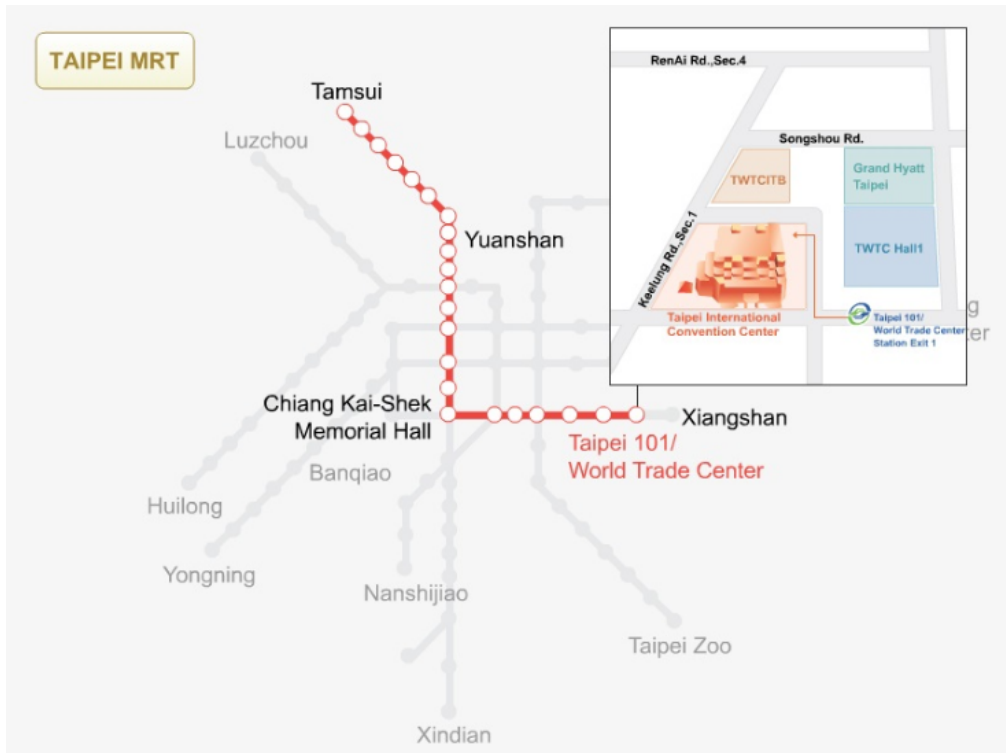 TAIPEI MRT
RenAi Rd.,Sec.4
Tamsui
Luzchou
Songshou Rd.
Grand Hyatt
Taipei
TWTCITB
Yuanshan
Keelung Rd.,Sec.1
TWTC Hall1
Taipei International
Convention Center
Taipei 101/
World Trade Center
Station Exit 1
g
ter
Chiang Kai-Shek
Memorial Hall
Xiangshan
Taipei 101/
World Trade Center
Banqiao
Huilong
Yongning
Nanshijiao
Taipei Zoo
Xindian